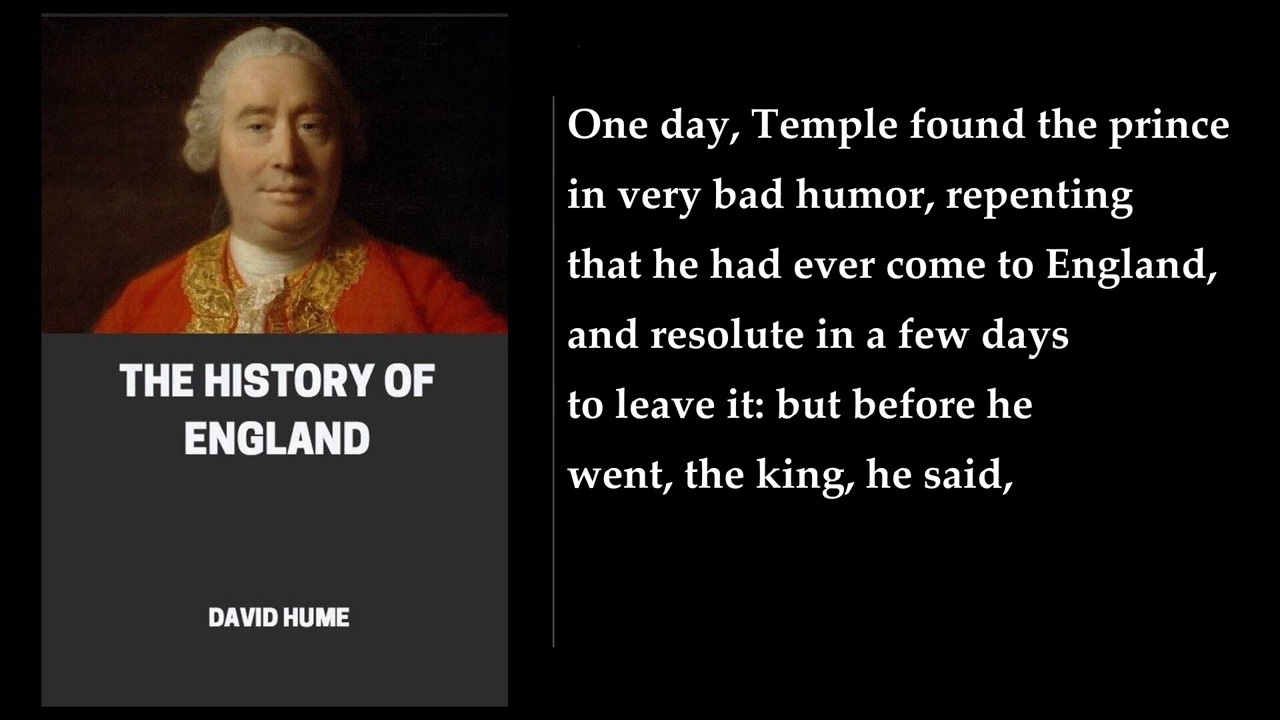 THE HISTORY OF
ENGLAND
DAVID HUME
One day, Temple found the prince
in very bad humor, repenting
that he had ever come to England,
and resolute in a few days
to leave it: but before he
went, the king, he said,